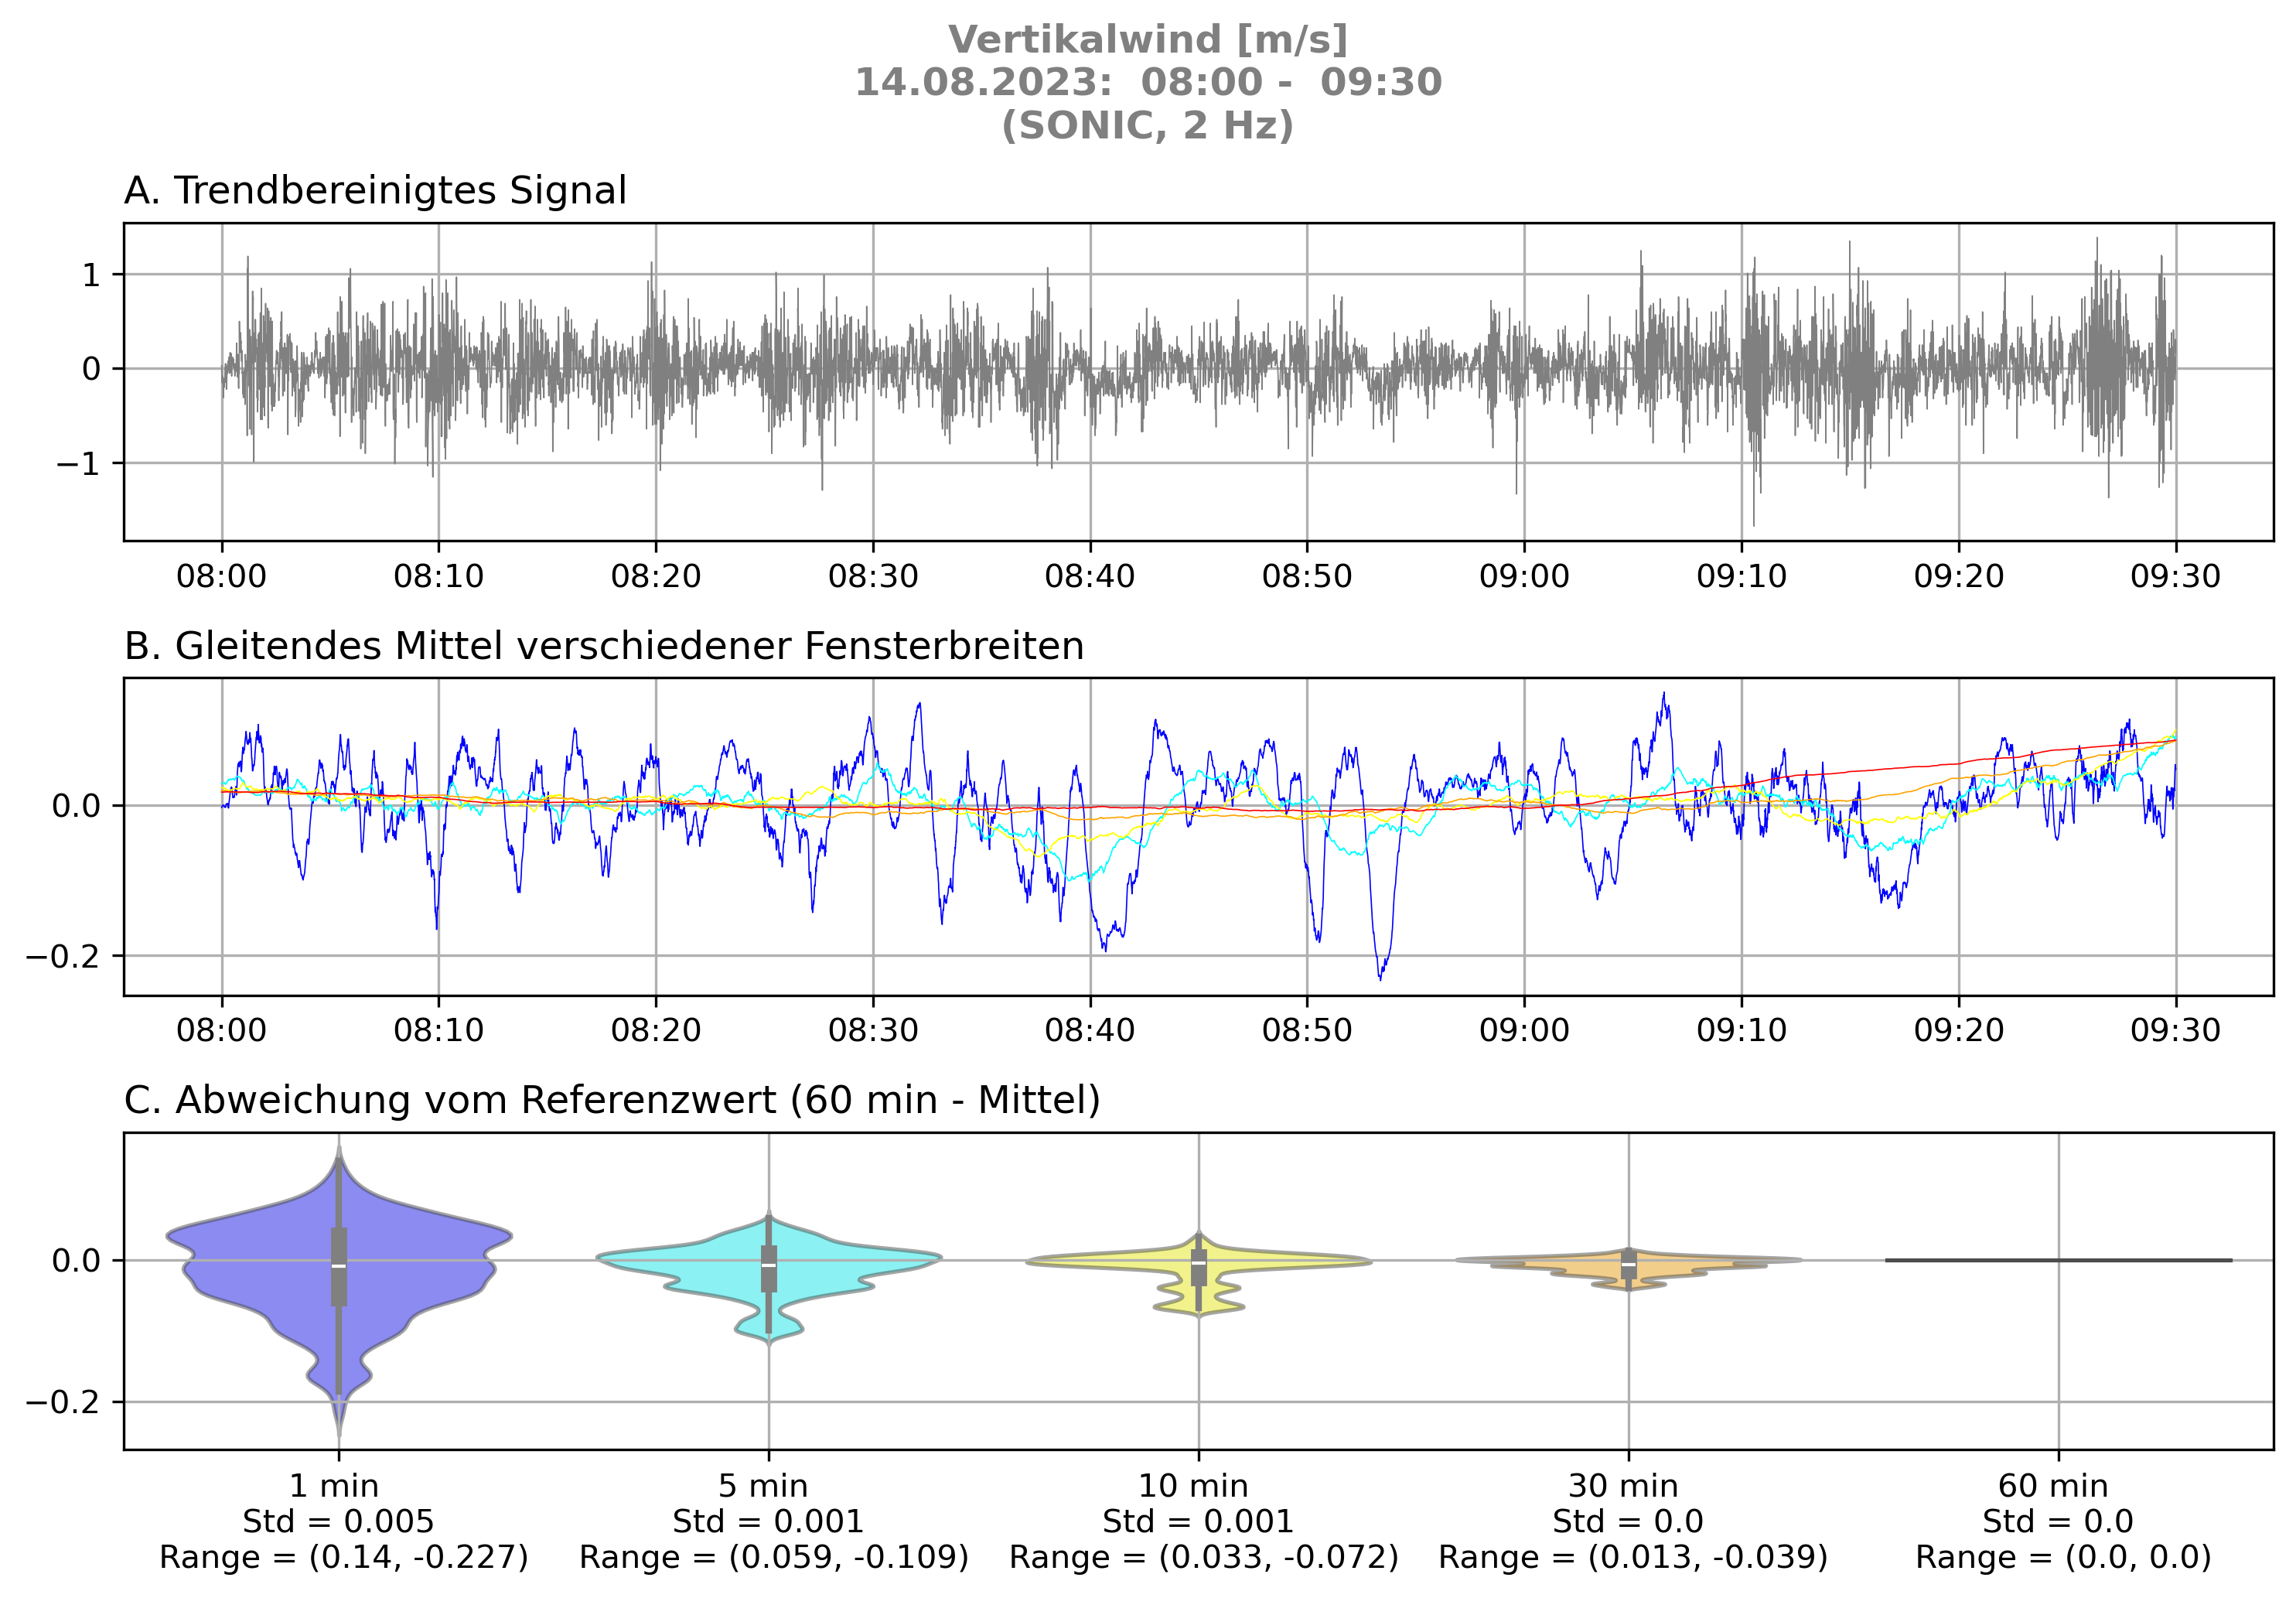 Vertikalwind [m/s]
14.08.2023:  08:00 -  09:30
(SONIC, 2 Hz)
A. Trendbereinigtes Signal
1
0
−1
08:00 08:10 08:20 08:30 08:40 08:50 09:00 09:10 09:20 09:30
B. Gleitendes Mittel verschiedener Fensterbreiten
0.0
−0.2
08:00 08:10 08:20 08:30 08:40 08:50 09:00 09:10 09:20 09:30
C. Abweichung vom Referenzwert (60 min - Mittel)
0.0
−0.2
1 min 5 min 10 min 30 min 60 min
Std = 0.005 Std = 0.001 Std = 0.001 Std = 0.0 Std = 0.0
Range = (0.14, -0.227) Range = (0.059, -0.109) Range = (0.033, -0.072) Range = (0.013, -0.039) Range = (0.0, 0.0)